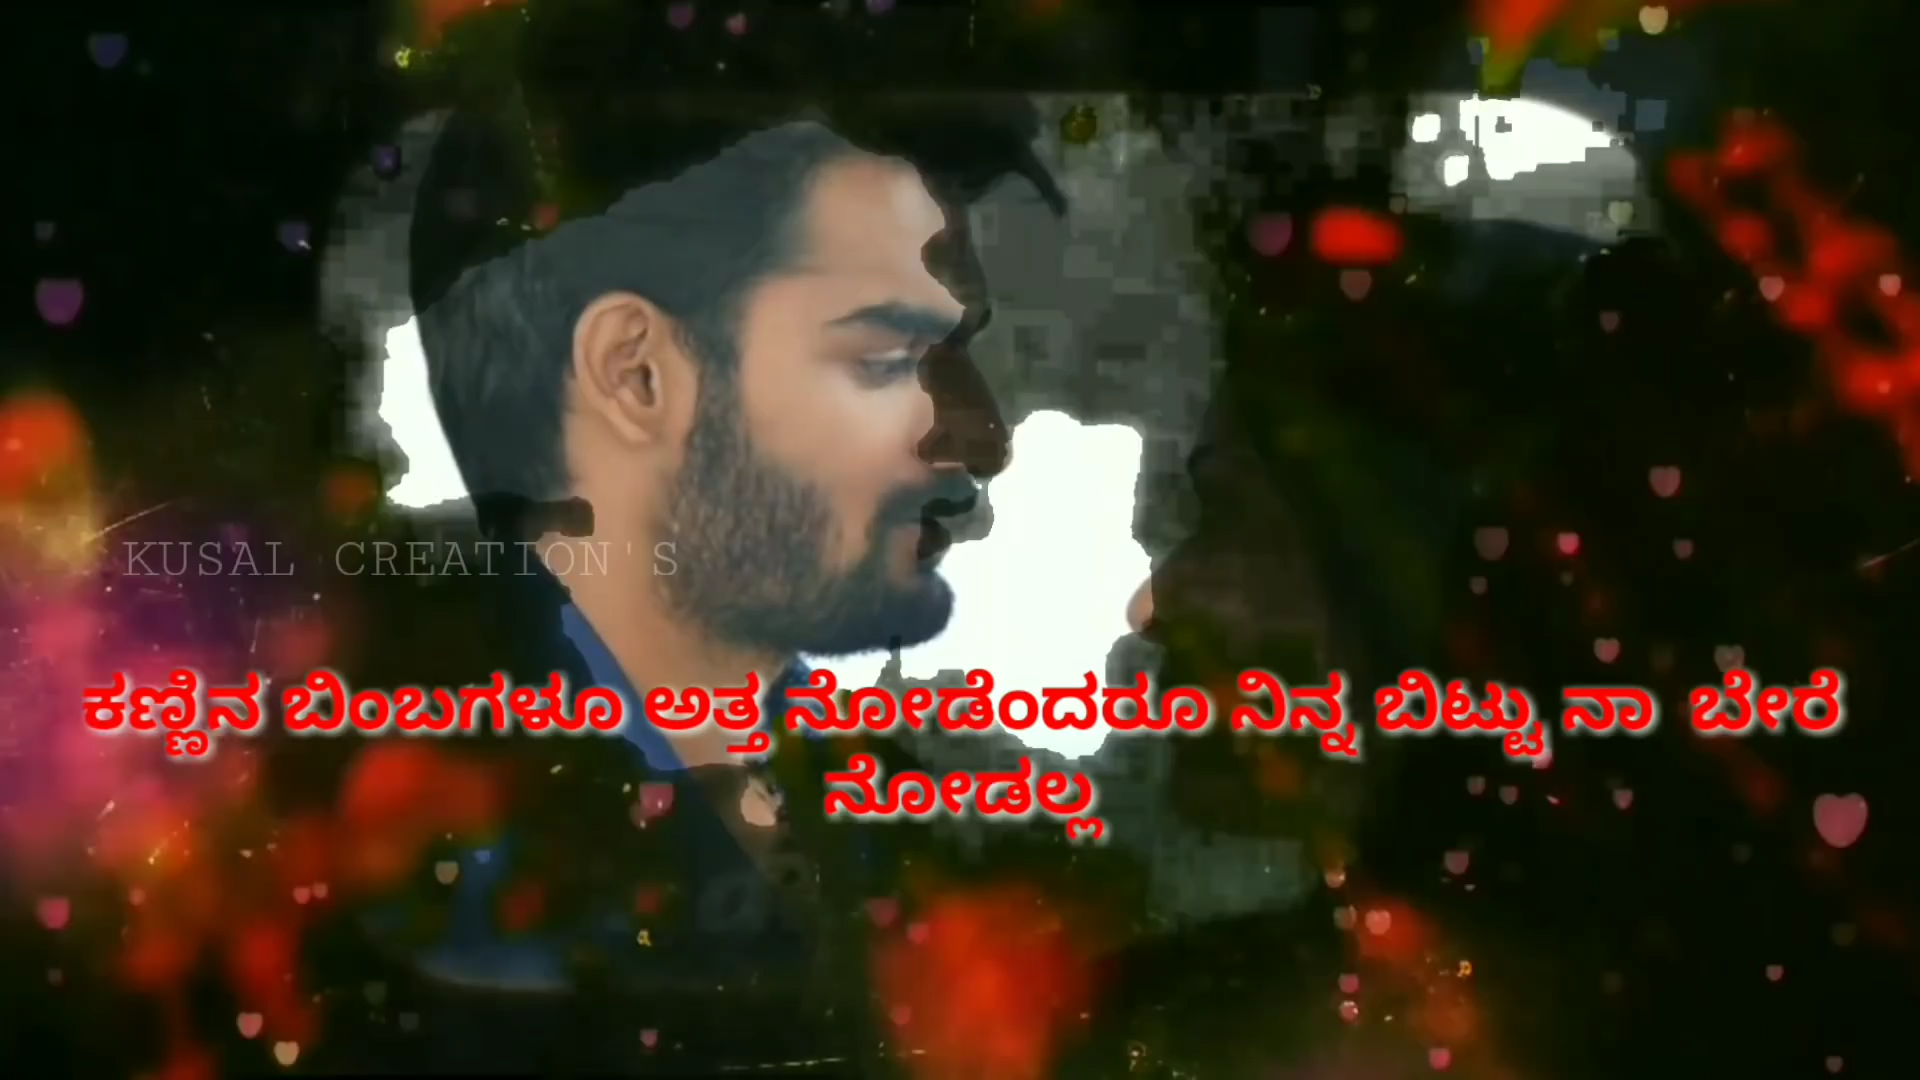 KUSAL CREATION'S
ಕಣ್ಣಿನ ಬಿಂಬಗಳೂ ಅತ್ತ ನೋಡೆಂದರೂ ನಿನ್ನ ಬಿಟ್ಟು ನಾ ಬೇರೆ
ನೋಡಲ್ಲ